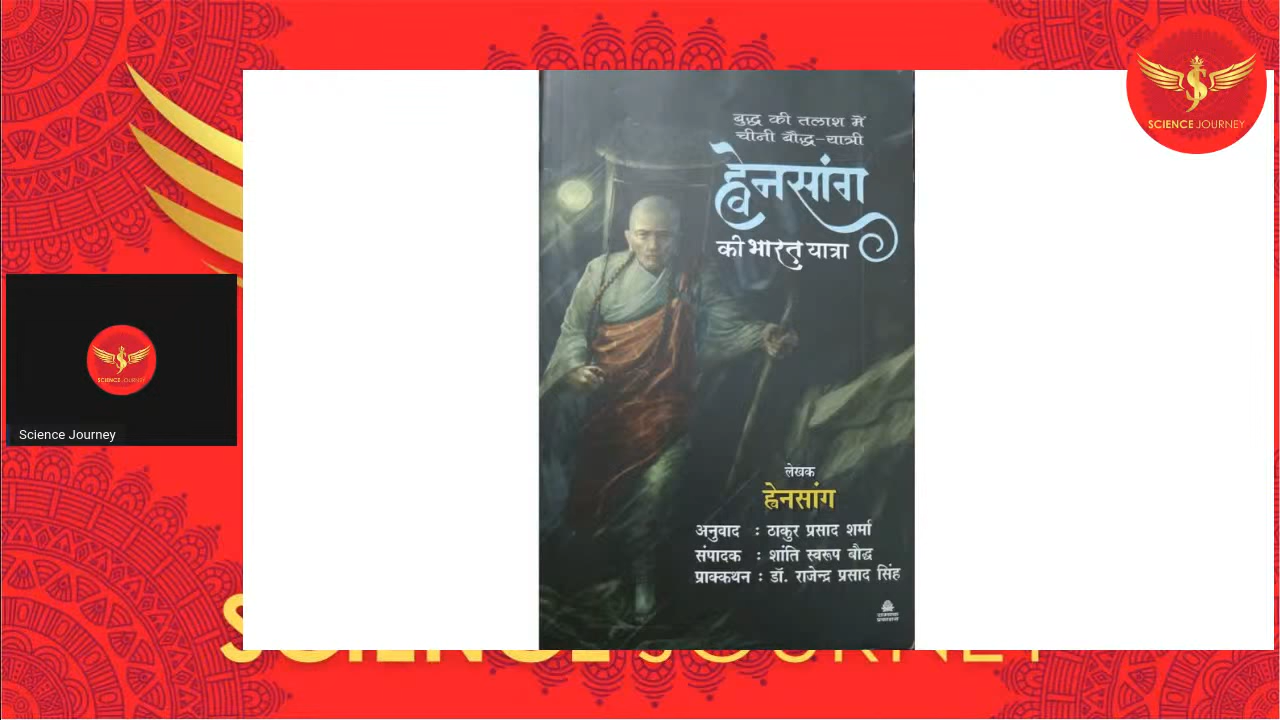 SCIENCE JOURNEY
बुद्ध की तलाश में
चीनी बौद्ध-यात्री
ह्वेनसांग
की भारत यात्रा
Science Journey
लेखक
ह्वेनसांग
अनुवाद : ठाकुर प्रसाद शर्मा
संपादक : शांति स्वरूप बौद्ध
प्राक्कथन : डॉ. राजेन्द्र प्रसाद सिंह